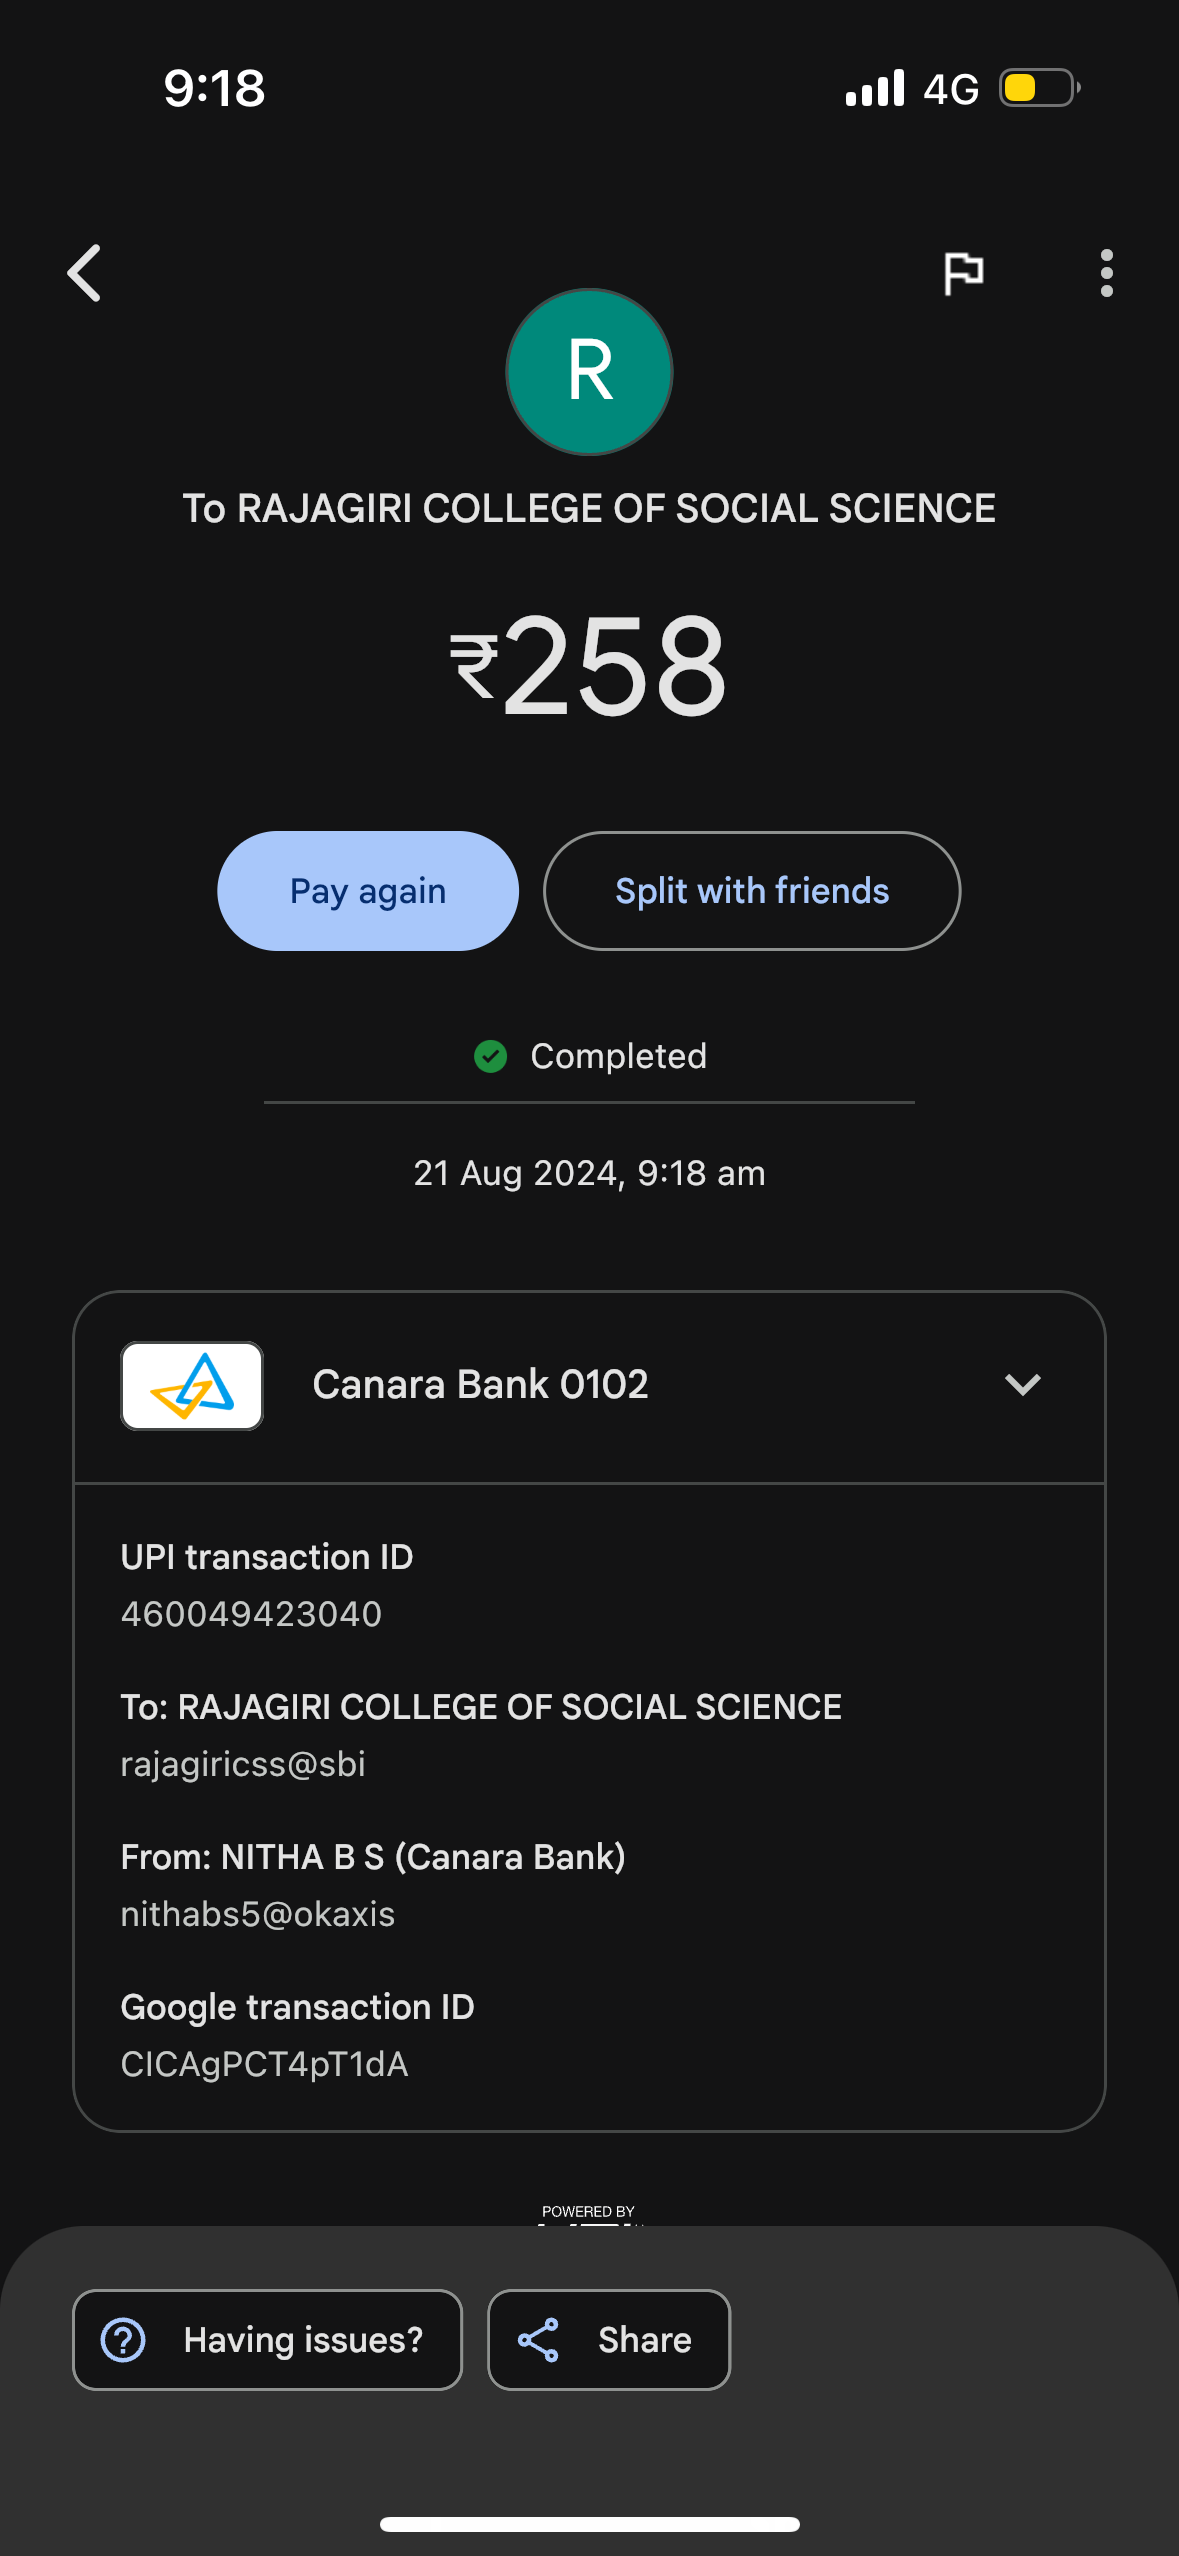 9:18 4G
R
To RAJAGIRI COLLEGE OF SOCIAL SCIENCE
₹258
Pay again Split with friends
Completed
21 Aug 2024, 9:18 am
Canara Bank 0102
UPI transaction ID
460049423040
To: RAJAGIRI COLLEGE OF SOCIAL SCIENCE
rajagiricss@sbi
From: NITHA B S (Canara Bank)
nithabs5@okaxis
Google transaction ID
CICAgPCT4pT1dA
POWERED BY
Having issues? Share